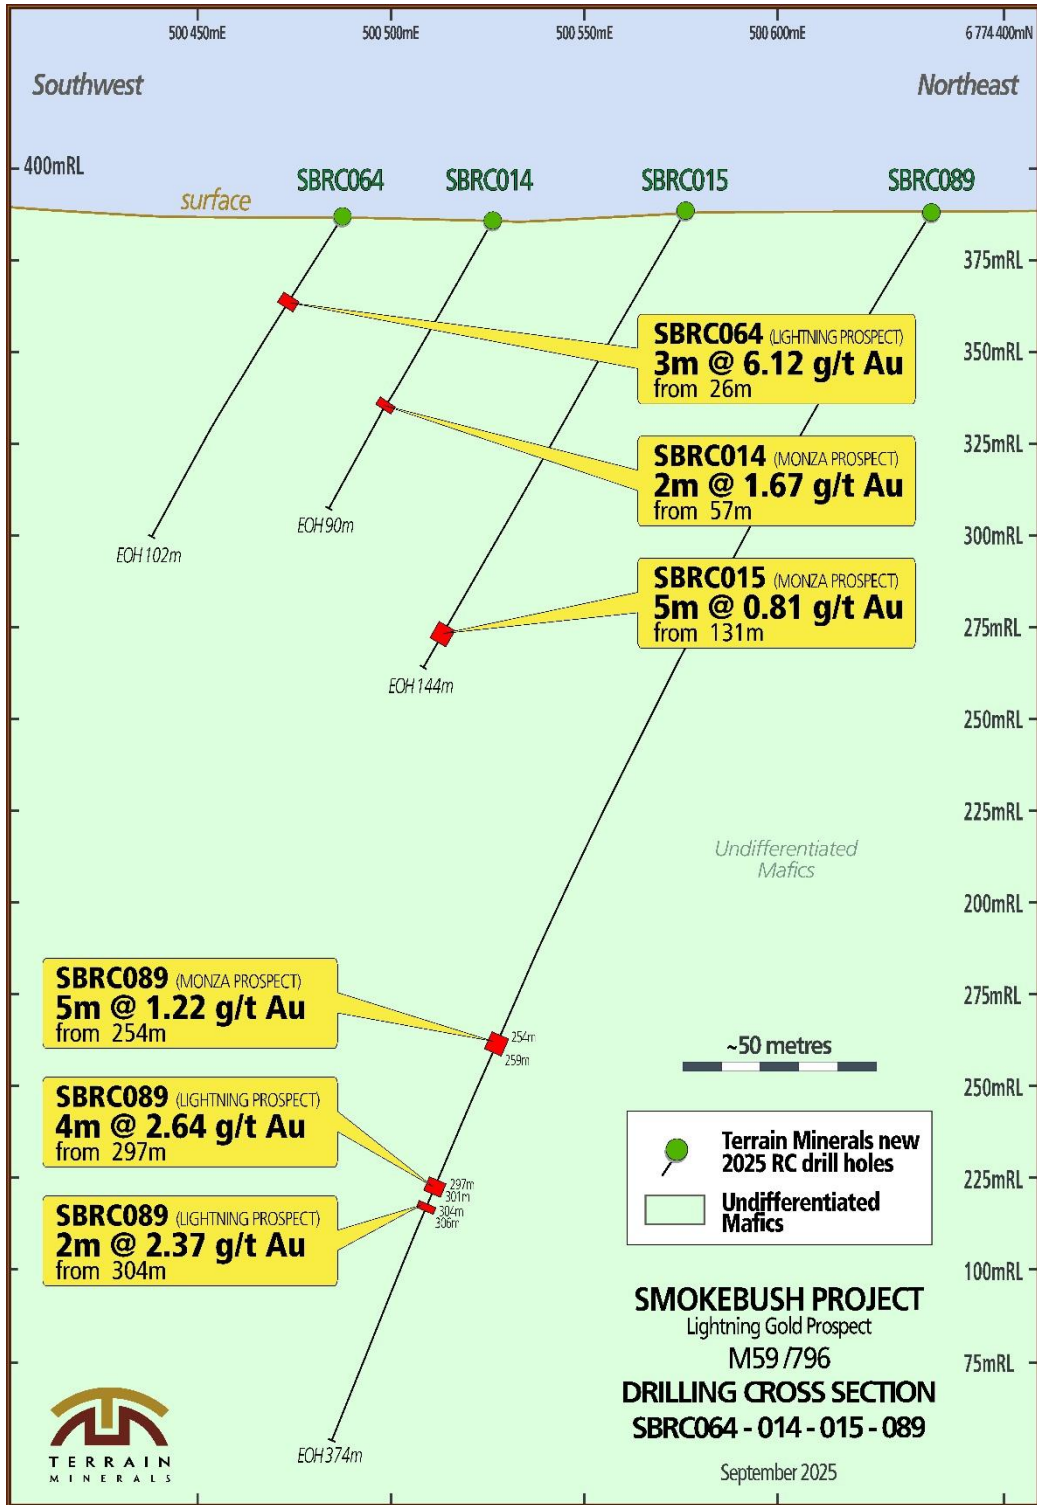 500 450mE
500 500mE
500 550mE
500 600mE
6 774 400mN
Southwest
Northeast
400mRL
surface
SBRC064
SBRC014
SBRC015
SBRC089
375mRL
SBRC064 (LIGHTNING PROSPECT)
3m @ 6.12 g/t Au
from 26m
350mRL
325mRL
SBRC014 (MONZA PROSPECT)
2m @ 1.67 g/t Au
from 57m
EOH 102m
EOH 90m
300mRL
SBRC015 (MONZA PROSPECT)
5m @ 0.81 g/t Au
from 131m
275mRL
EOH 144m
250mRL
225mRL
Undifferentiated
Mafics
200mRL
SBRC089 (MONZA PROSPECT)
5m @ 1.22 g/t Au
from 254m
275mRL
254m
259m
~50 metres
250mRL
SBRC089 (LIGHTNING PROSPECT)
4m @ 2.64 g/t Au
from 297m
297m
301m
304m
306m
225mRL
Terrain Minerals new
2025 RC drill holes
Undifferentiated
Mafics
SBRC089 (LIGHTNING PROSPECT)
2m @ 2.37 g/t Au
from 304m
100mRL
SMOKEBUSH PROJECT
Lightning Gold Prospect
M59 /796
DRILLING CROSS SECTION
SBRC064 - 014 - 015 - 089
September 2025
75mRL
EOH 374m
TERRAIN
MINERALS